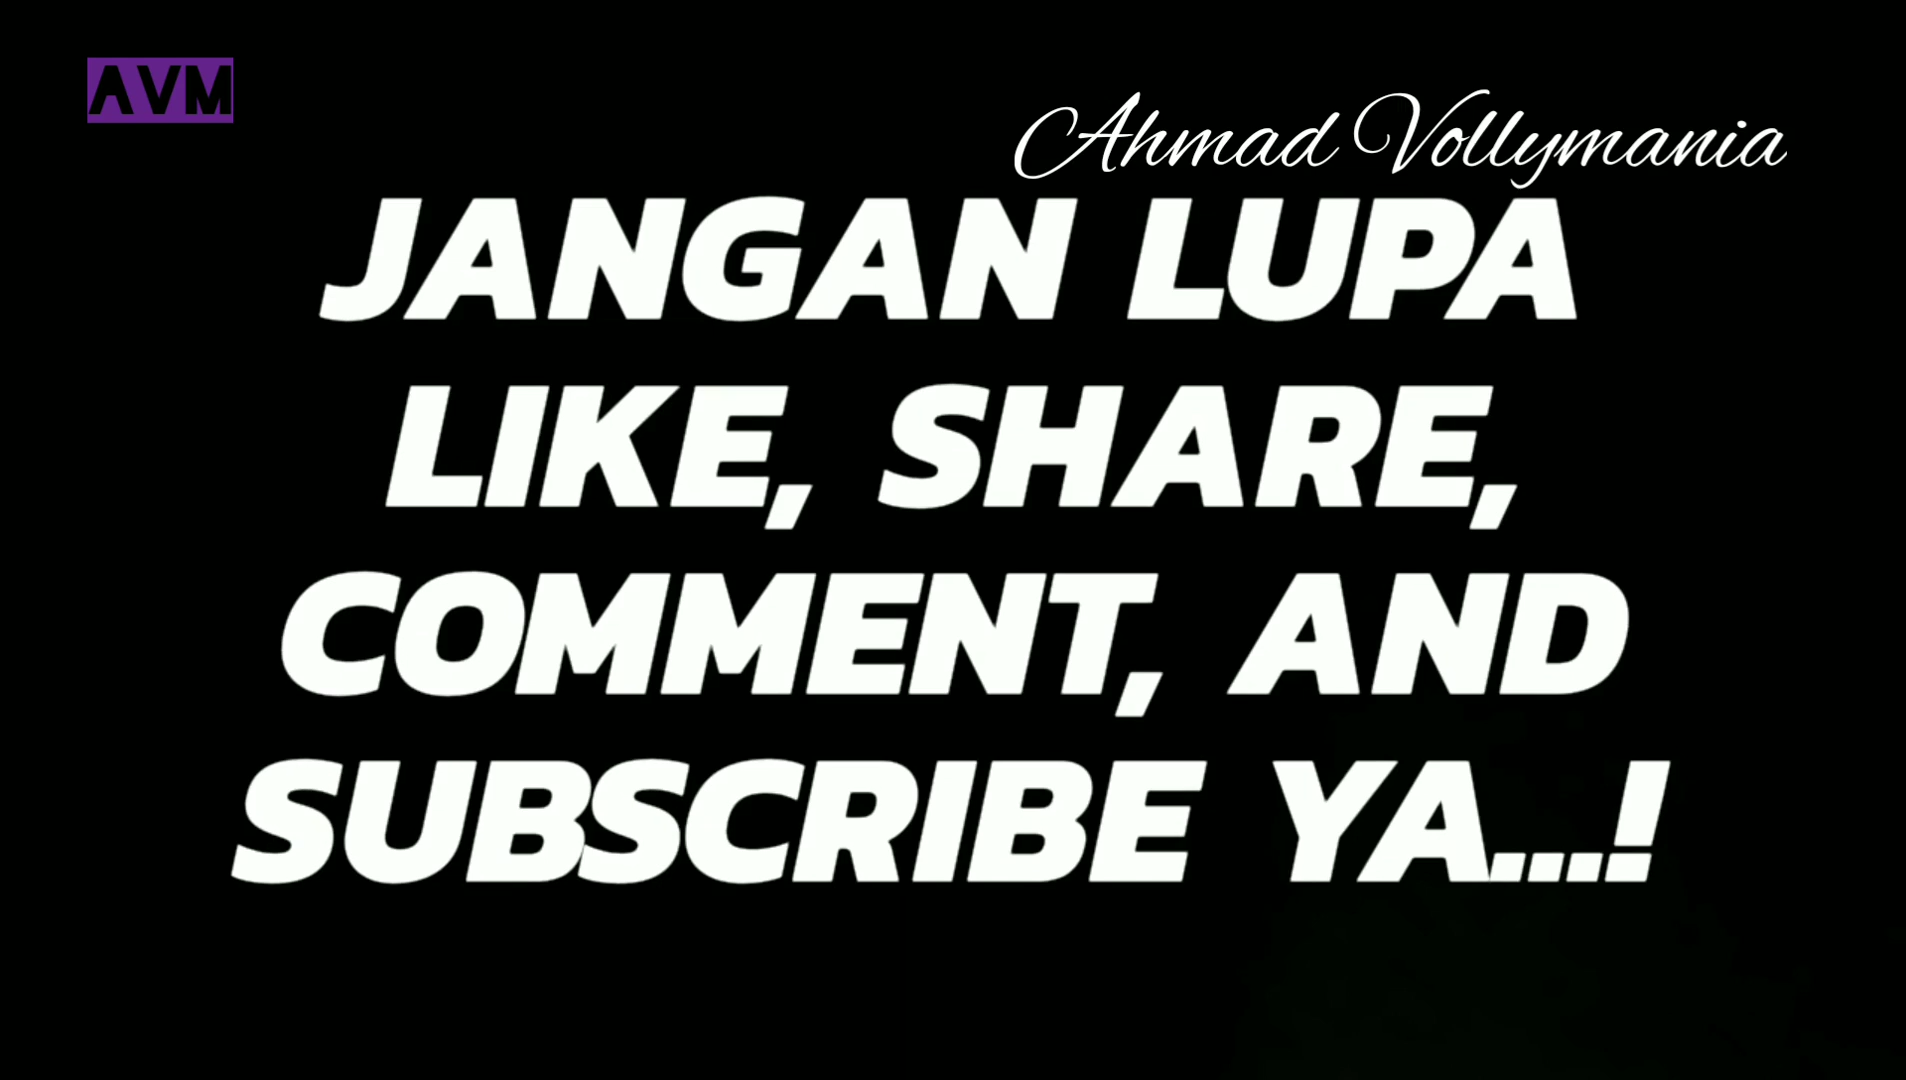 AVM
Ahmad Vollymania
JANGAN LUPA
LIKE, SHARE,
COMMENT, AND
SUBSCRIBE YA...!